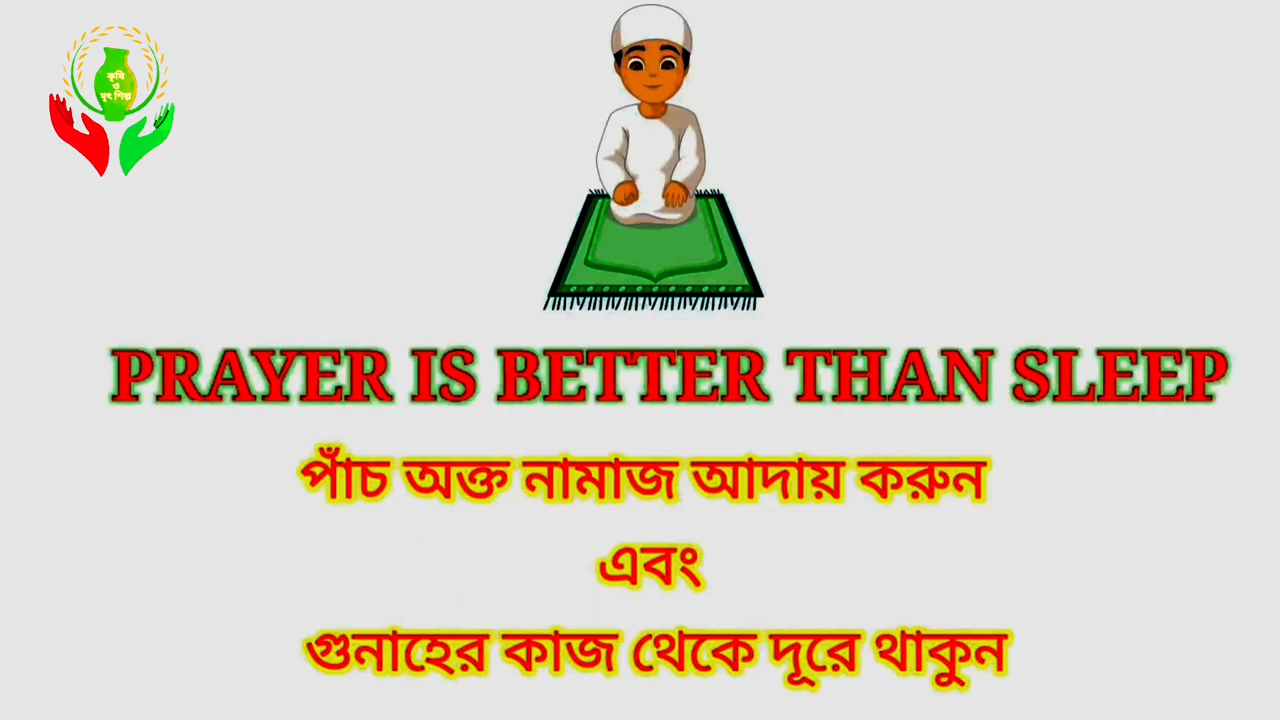 কৃষি
ও
মৃৎ শিল্প
PRAYER IS BETTER THAN SLEEP
পাঁচ অক্ত নামাজ আদায় করুন
এবং
গুনাহের কাজ থেকে দূরে থাকুন